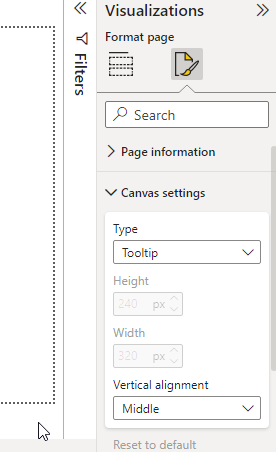 Visualizations
Format page
Filters
Search
Page information
Canvas settings
Type
Tooltip
Height
240 px
Width
320 px
Vertical alignment
Middle
Reset to default